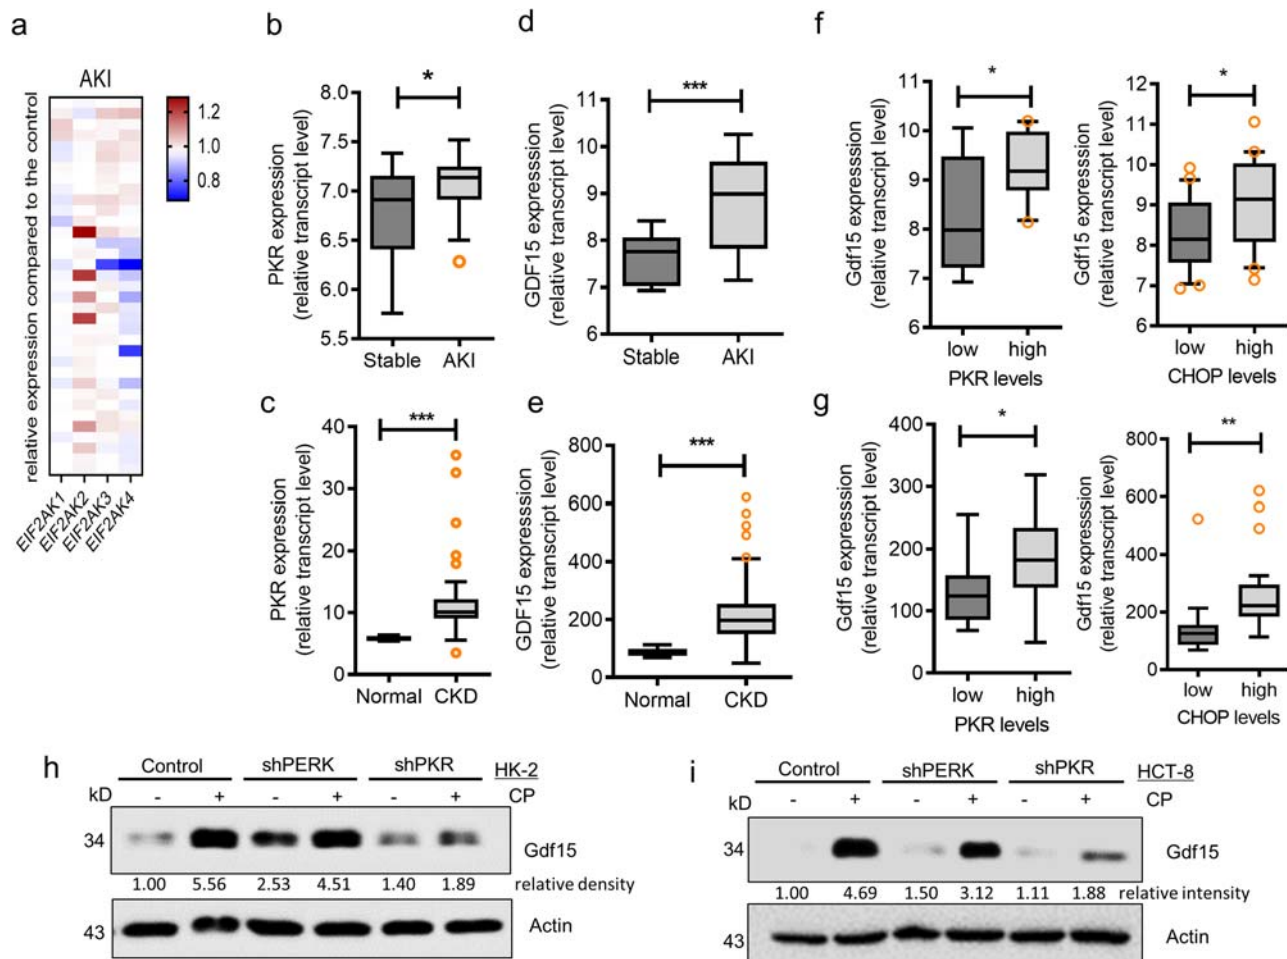 a
AKI
relative expression compared to the control
1.2
1.0
0.8
EIF2AK1
EIF2AK2
EIF2AK3
EIF2AK4
b
*
PKR expression
(relative transcript level)
8.0
7.5
7.0
6.5
6.0
5.5
Stable AKI
c
***
PKR expression
(relative transcript level)
40
30
20
10
0
Normal CKD
d
***
GDF15 expression
(relative transcript level)
11
10
9
8
7
6
Stable AKI
e
***
GDF15 expression
(relative transcript level)
800
600
400
200
0
Normal CKD
f
*
Gdf15 expresssion
(relative transcript level)
11
10
9
8
7
6
low high
PKR levels
*
Gdf15 expresssion
(relative transcript level)
12
11
10
9
8
7
6
low high
CHOP levels
g
*
Gdf15 expresssion
(relative transcript level)
400
300
200
100
0
low high
PKR levels
**
Gdf15 expresssion
(relative transcript level)
800
600
400
200
0
low high
CHOP levels
h
Control shPERK shPKR HK-2
kD - + - + - + CP
34 Gdf15
1.00 5.56 2.53 4.51 1.40 1.89 relative density
43 Actin
i
Control shPERK shPKR HCT-8
kD - + - + - + CP
34 Gdf15
1.00 4.69 1.50 3.12 1.11 1.88 relative intensity
43 Actin